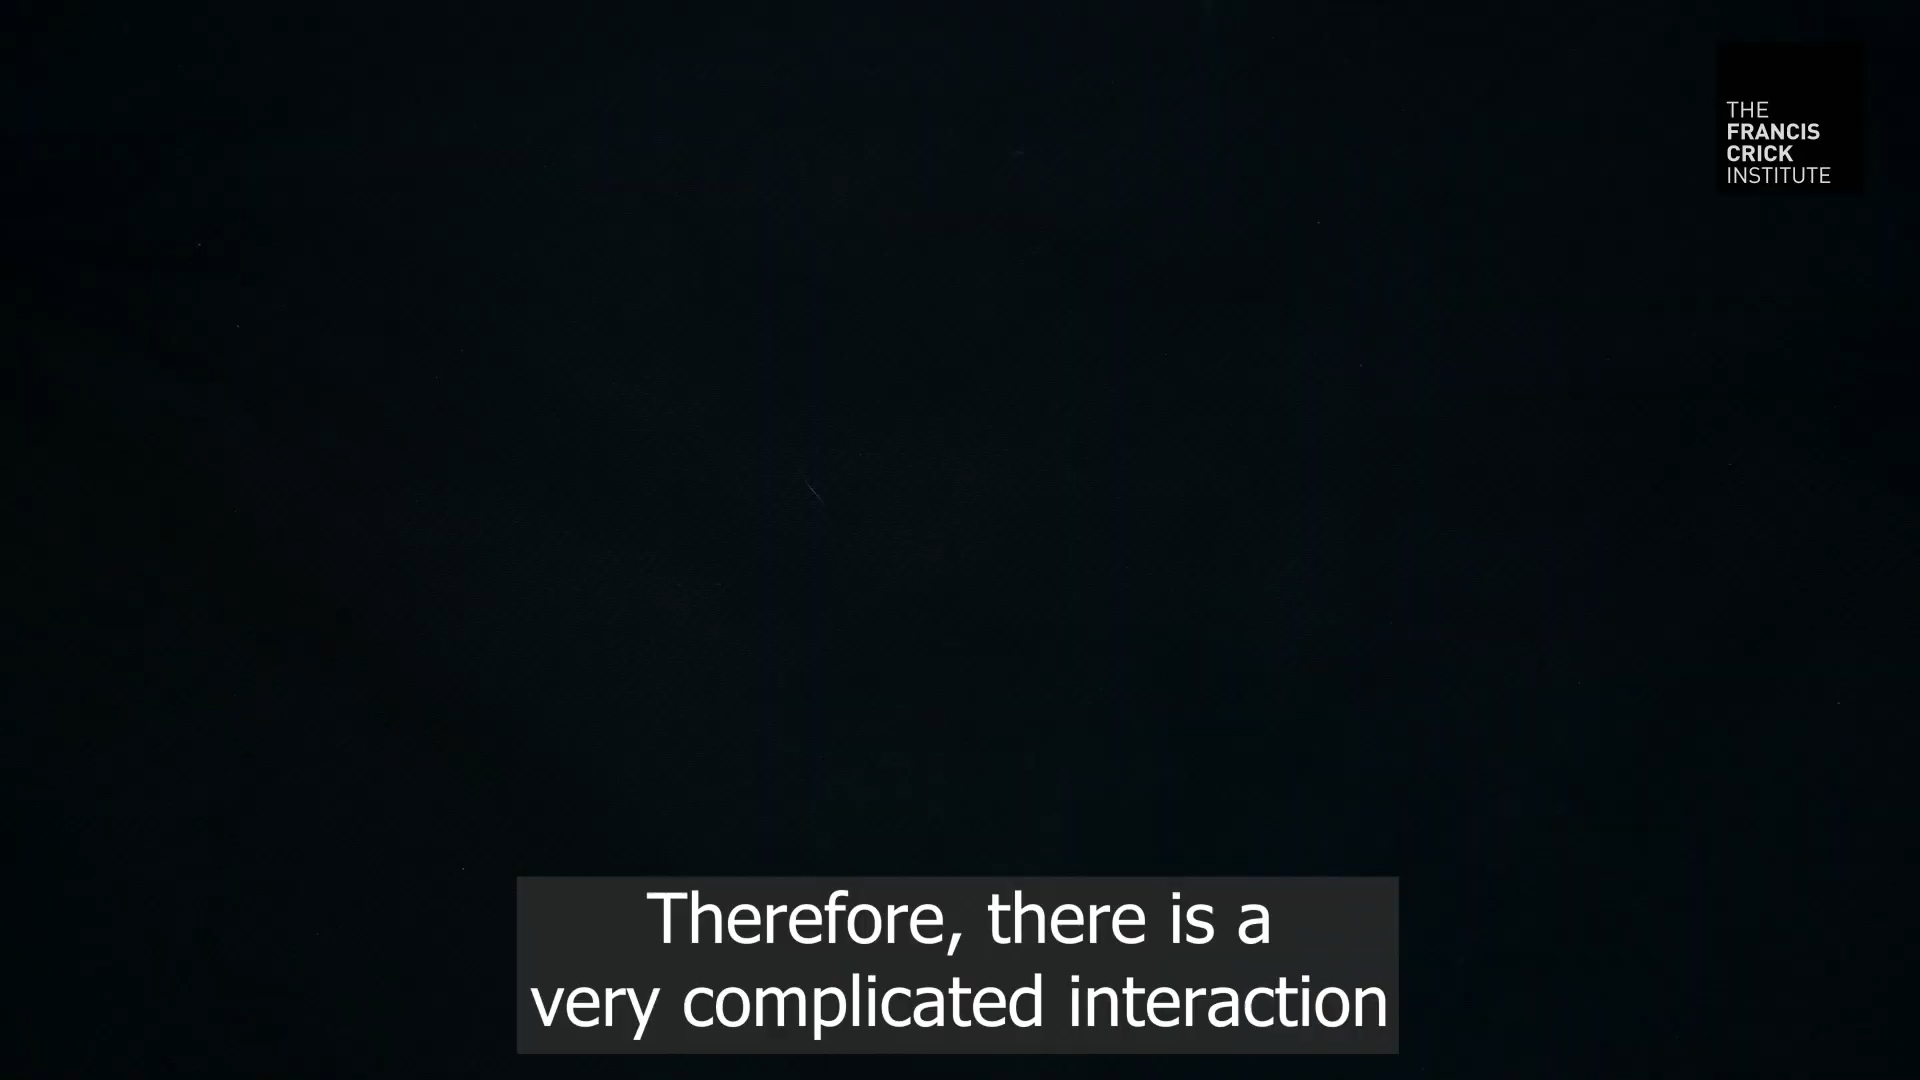 THE
FRANCIS
CRICK
INSTITUTE
Therefore, there is a
very complicated interaction